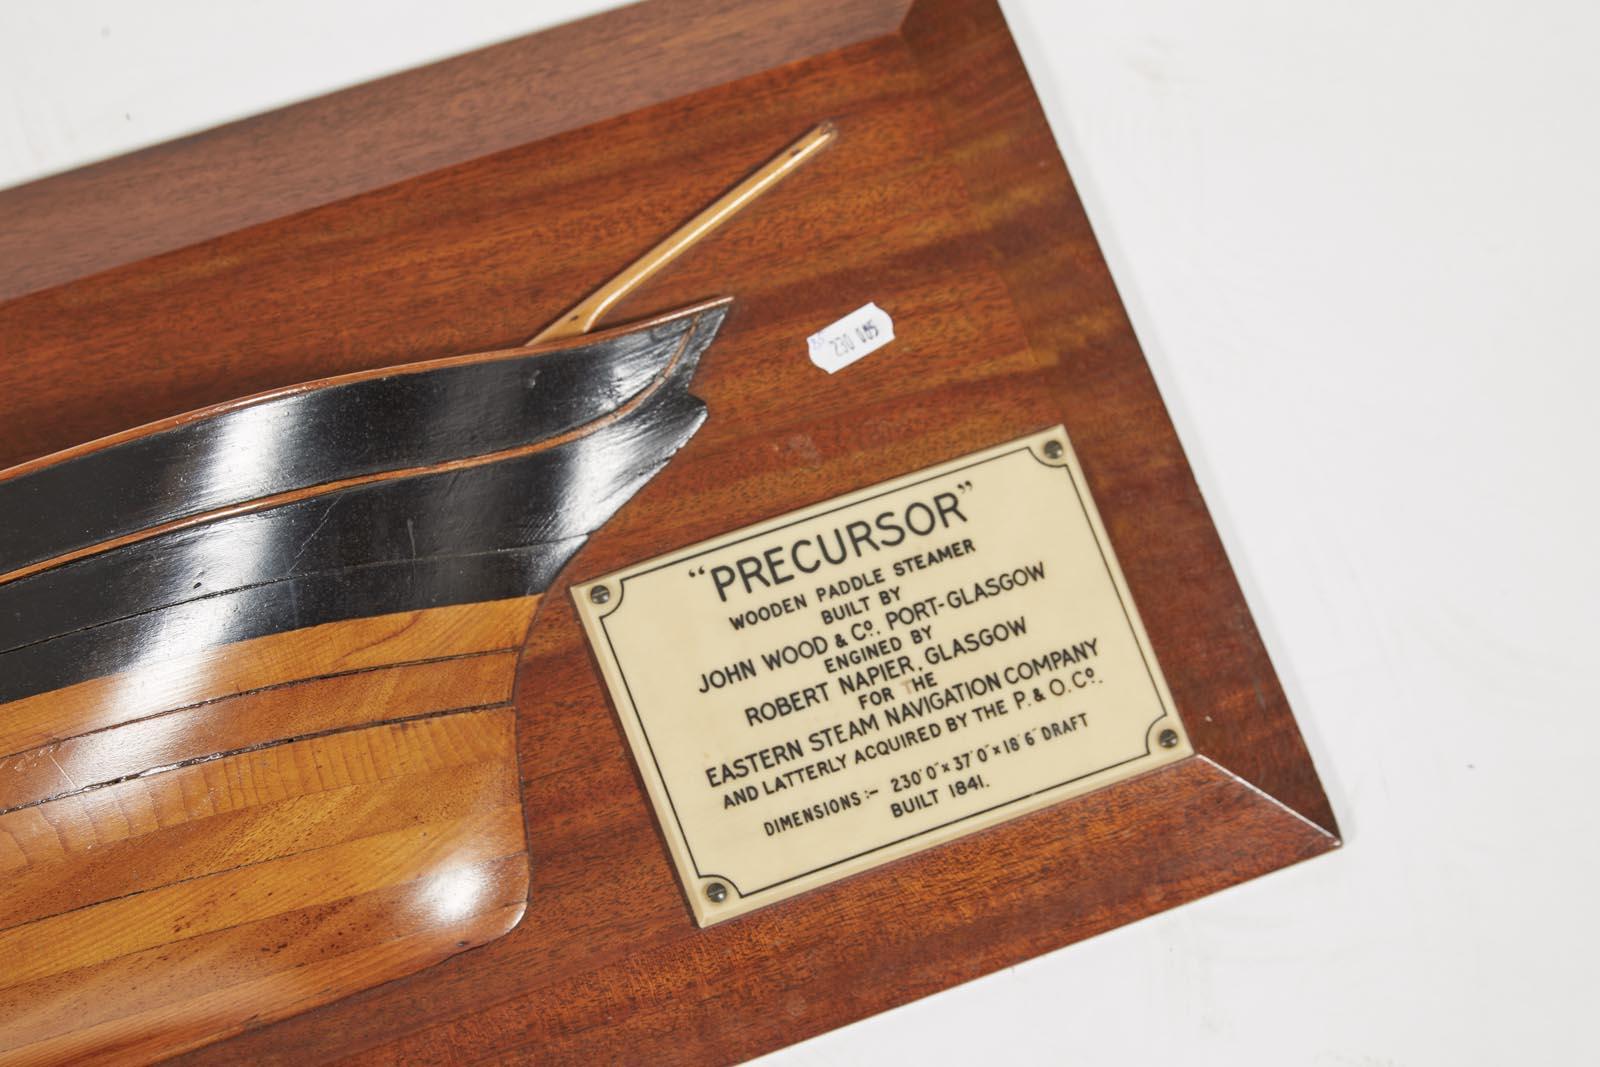 230 085
"PRECURSOR"
WOODEN PADDLE STEAMER
BUILT BY
JOHN WOOD & Co. PORT-GLASGOW
ENGINED BY
ROBERT NAPIER, GLASGOW
FOR THE
EASTERN STEAM NAVIGATION COMPANY
AND LATTERLY ACQUIRED BY THE P. & O. Co.
DIMENSIONS:- 230' 0" x 37' 0" x 18' 6" DRAFT
BUILT 1841.